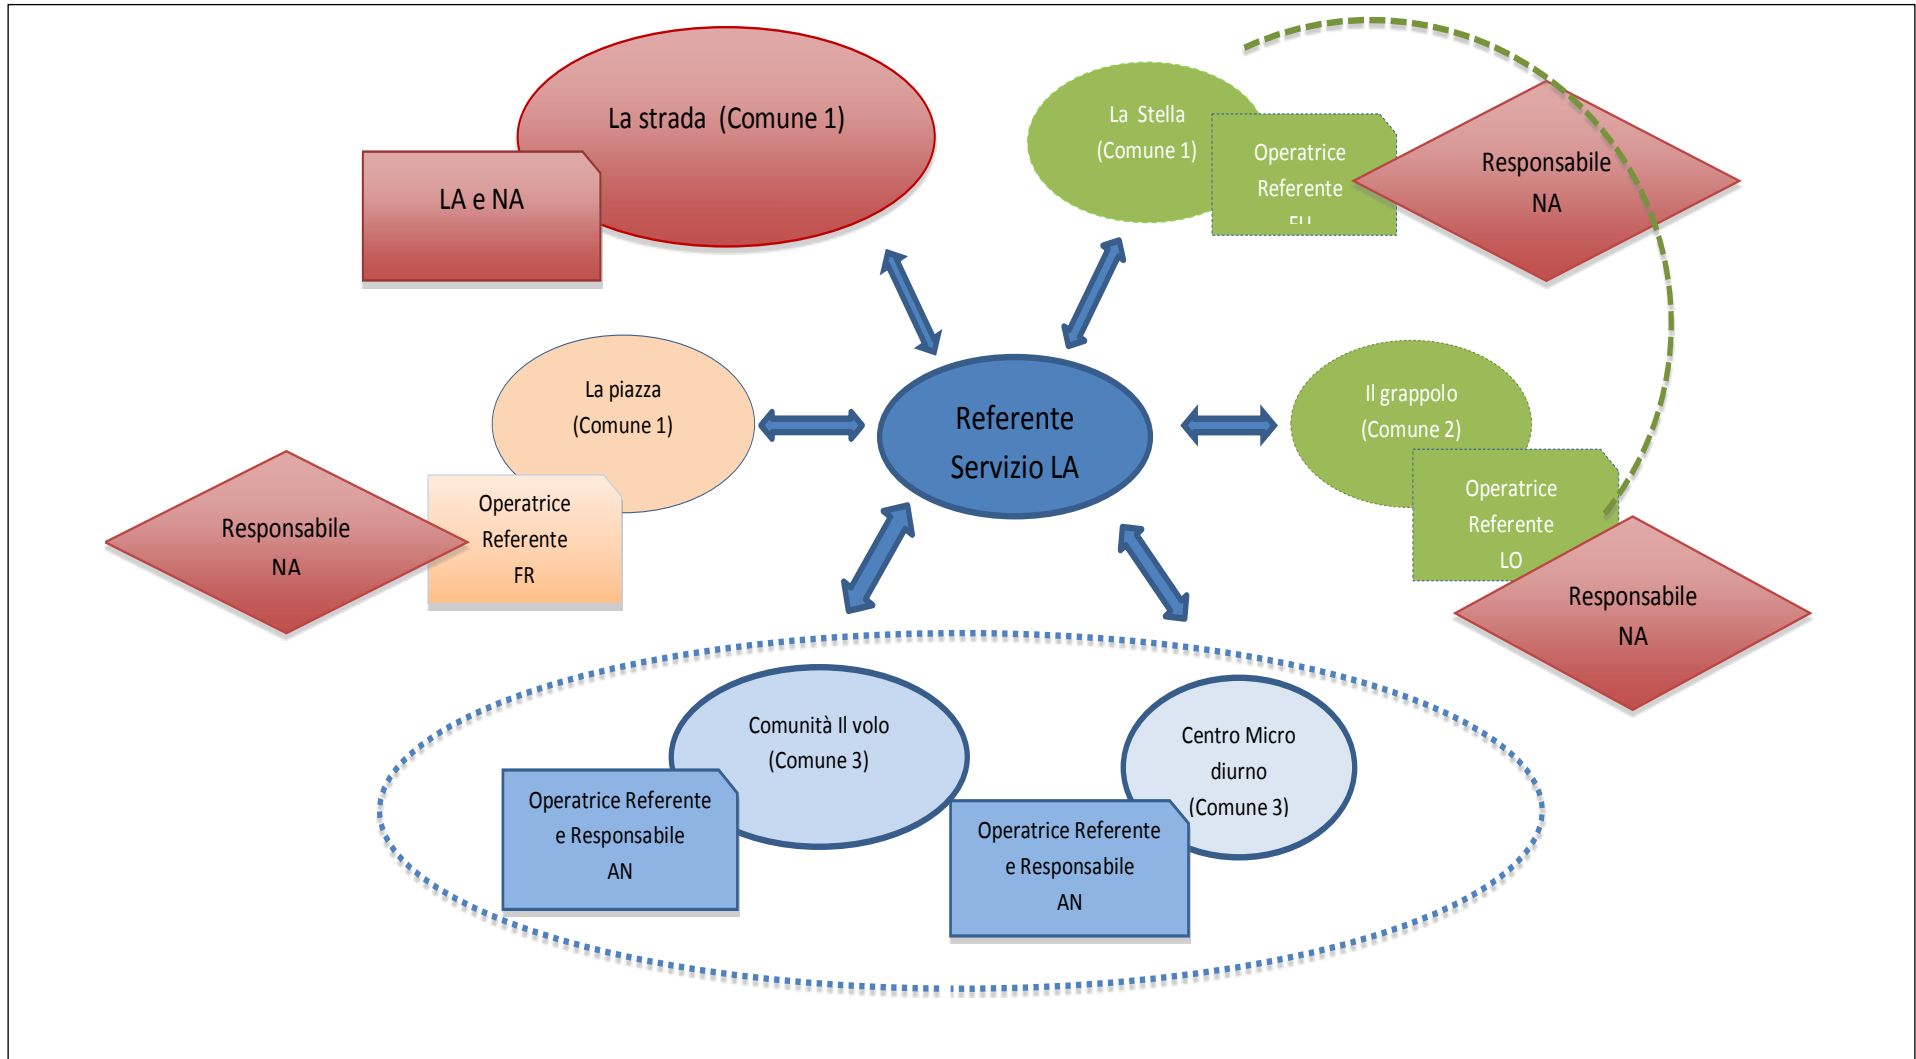 La strada (Comune 1)
LA e NA
La Stella
(Comune 1)
Operatrice
Referente
Responsabile
NA
La piazza
(Comune 1)
Operatrice
Referente
FR
Responsabile
NA
Referente
Servizio LA
Il grappolo
(Comune 2)
Operatrice
Referente
LO
Responsabile
NA
Comunità Il volo
(Comune 3)
Operatrice Referente
e Responsabile
AN
Centro Micro
diurno
(Comune 3)
Operatrice Referente
e Responsabile
AN